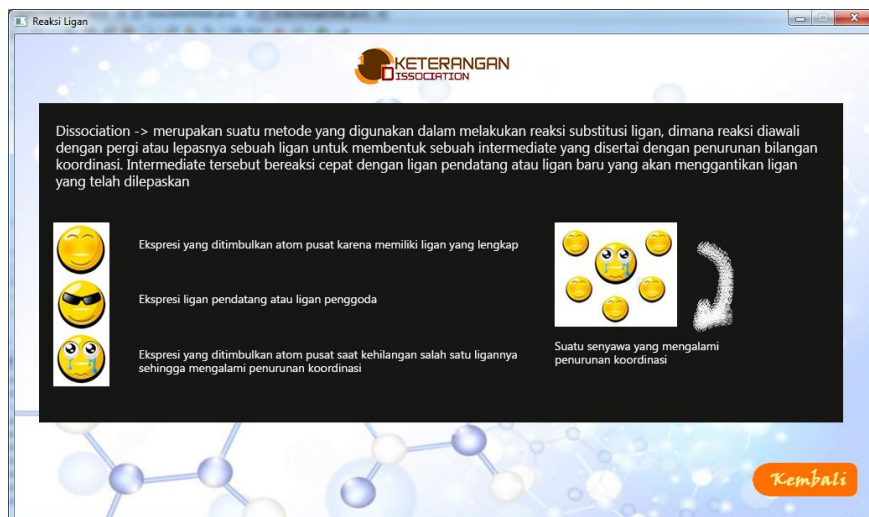 Reaksi Ligan
KETERANGAN
DISSOCIATION
Dissociation -> merupakan suatu metode yang digunakan dalam melakukan reaksi substitusi ligan, dimana reaksi diawali
dengan pergi atau lepasnya sebuah ligan untuk membentuk sebuah intermediate yang disertai dengan penurunan bilangan
koordinasi. Intermediate tersebut bereaksi cepat dengan ligan pendatang atau ligan baru yang akan menggantikan ligan
yang telah dilepaskan
Ekspresi yang ditimbulkan atom pusat karena memiliki ligan yang lengkap
Ekspresi ligan pendatang atau ligan penggoda
Ekspresi yang ditimbulkan atom pusat saat kehilangan salah satu ligannya
sehingga mengalami penurunan koordinasi
Suatu senyawa yang mengalami
penurunan koordinasi
Kembali